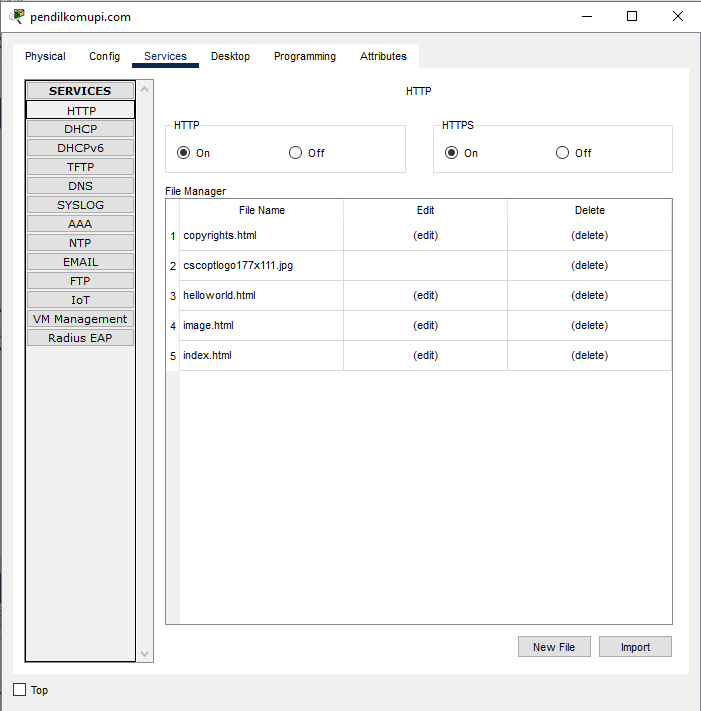 pendilkomupi.com
Physical Config Services Desktop Programming Attributes
SERVICES
HTTP
DHCP
DHCPv6
TFTP
DNS
SYSLOG
AAA
NTP
EMAIL
FTP
IoT
VM Management
Radius EAP
HTTP
HTTP
On Off
HTTPS
On Off
File Manager
File Name Edit Delete
1 copyrights.html (edit) (delete)
2 cscoptlogo177x111.jpg (delete)
3 helloworld.html (edit) (delete)
4 image.html (edit) (delete)
5 index.html (edit) (delete)
New File Import
Top